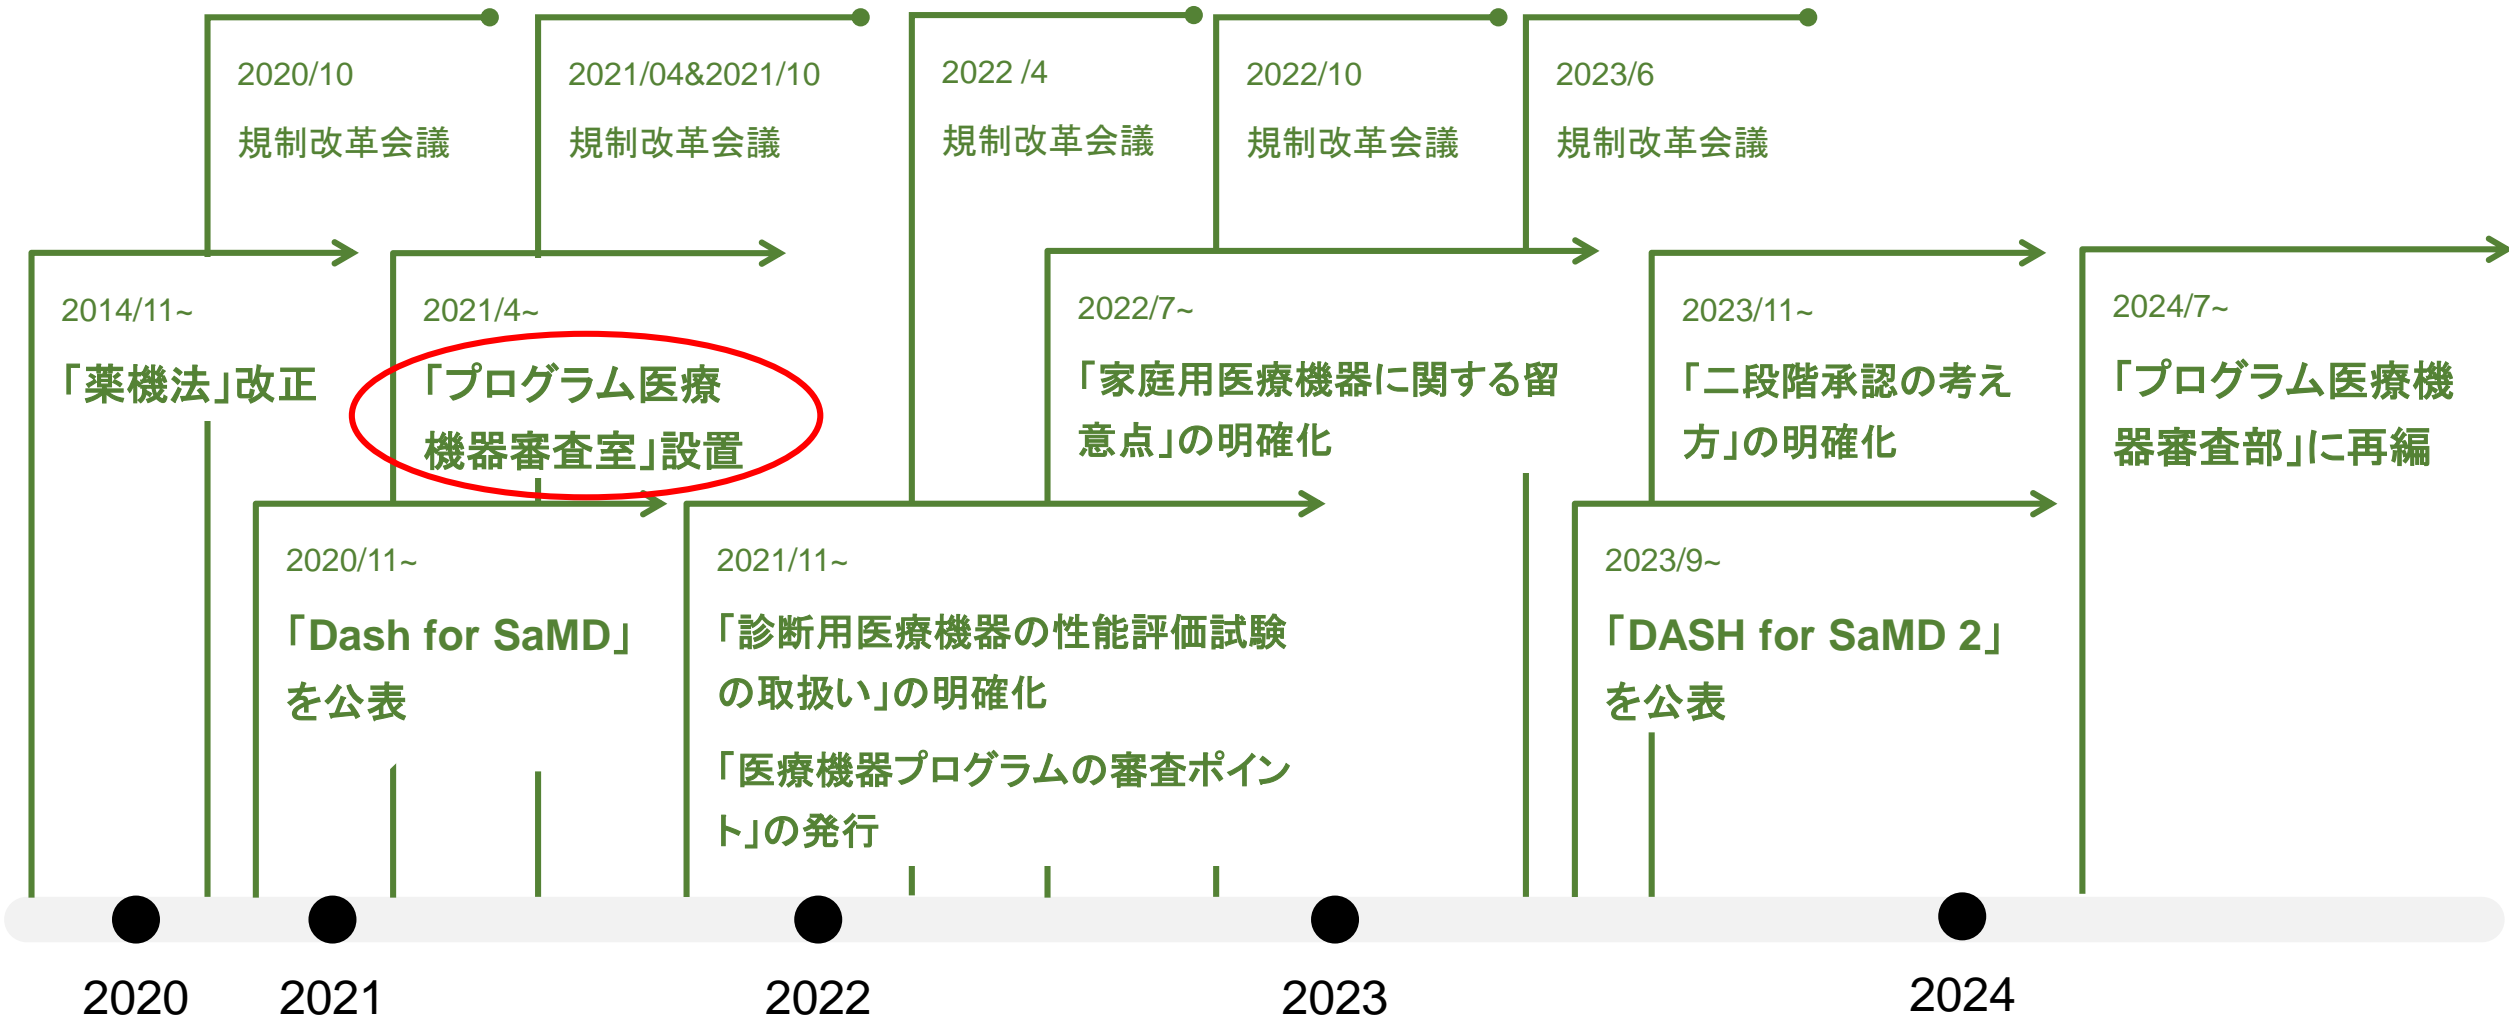 2020/10
規制改革会議
2021/04&2021/10
規制改革会議
2022 /4
規制改革会議
2022/10
規制改革会議
2023/6
規制改革会議
2014/11~
「薬機法」改正
2021/4~
「プログラム医療
機器審査室」設置
2022/7~
「家庭用医療機器に関する留
意点」の明確化
2023/11~
「二段階承認の考え
方」の明確化
2024/7~
「プログラム医療機
器審査部」に再編
2020/11~
「Dash for SaMD」
を公表
2021/11~
「診断用医療機器の性能評価試験
の取扱い」の明確化
「医療機器プログラムの審査ポイン
ト」の発行
2023/9~
「DASH for SaMD 2」
を公表
2020
2021
2022
2023
2024